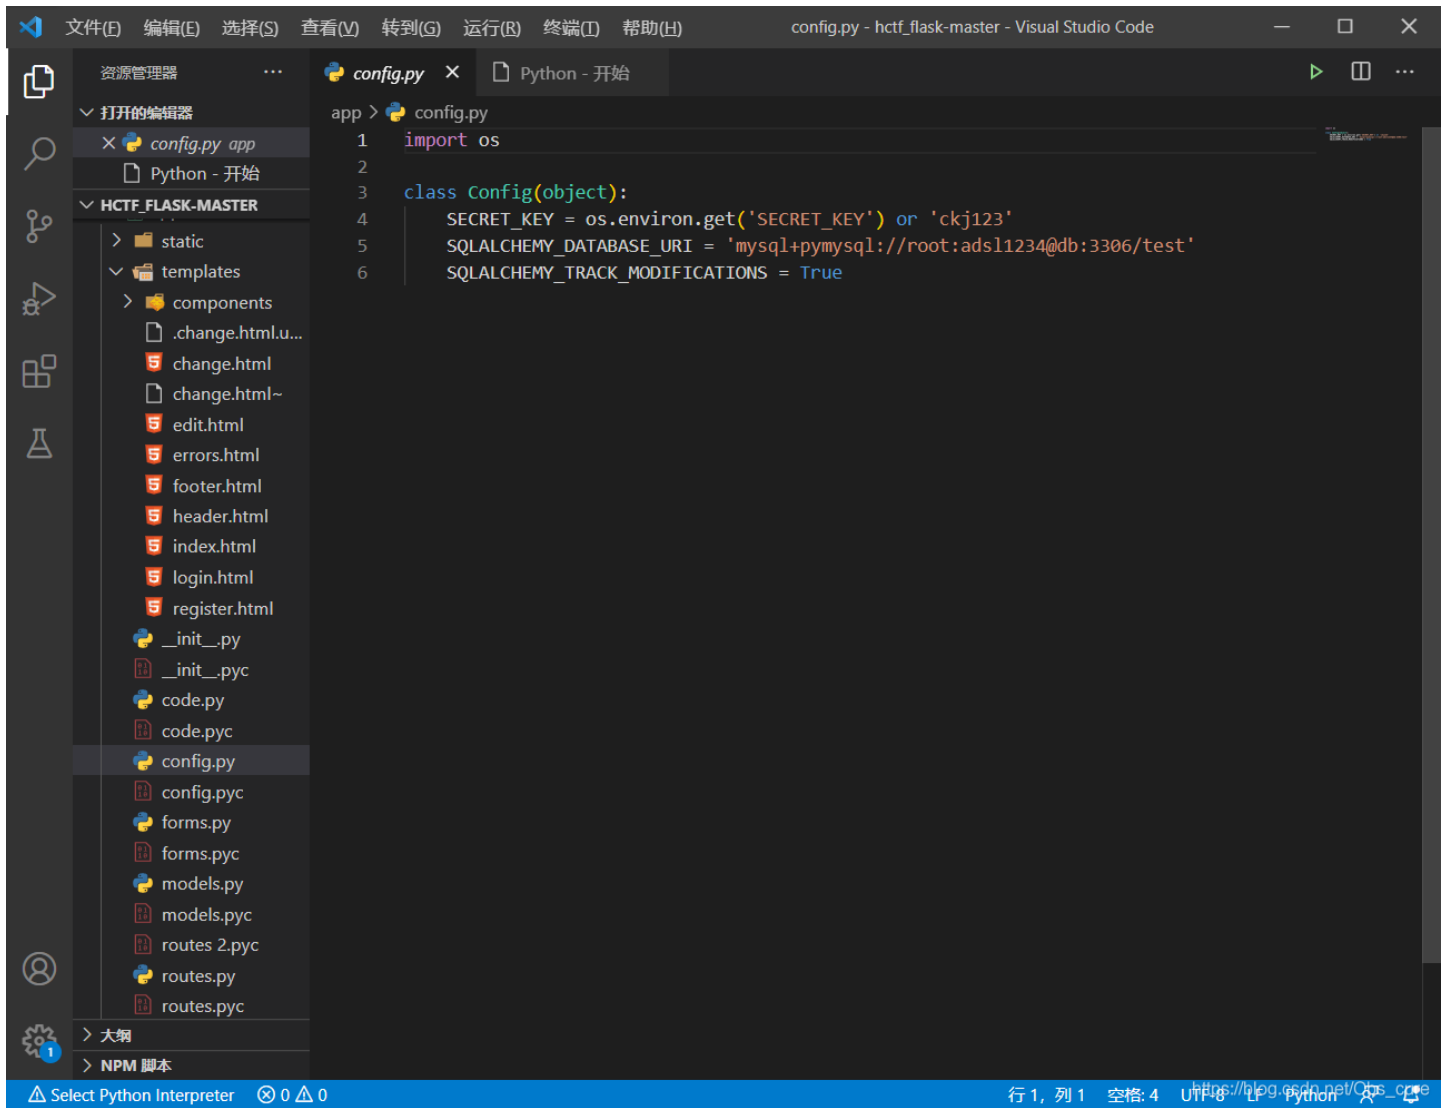 文件(F) 编辑(E) 选择(S) 查看(V) 转到(G) 运行(R) 终端(T) 帮助(H) config.py - hctf_flask-master - Visual Studio Code
资源管理器 ···
config.py Python - 开始
打开的编辑器
config.py app
Python - 开始
HCTF_FLASK-MASTER
static
templates
components
.change.html.u...
change.html
change.html~
edit.html
errors.html
footer.html
header.html
index.html
login.html
register.html
__init__.py
__init__.pyc
code.py
code.pyc
config.py
config.pyc
forms.py
forms.pyc
models.py
models.pyc
routes 2.pyc
routes.py
routes.pyc
大纲
NPM 脚本
app > config.py
1 import os
2
3 class Config(object):
4 SECRET_KEY = os.environ.get('SECRET_KEY') or 'ckj123'
5 SQLALCHEMY_DATABASE_URI = 'mysql+pymysql://root:adsl1234@db:3306/test'
6 SQLALCHEMY_TRACK_MODIFICATIONS = True
1
Select Python Interpreter 0 0 行 1，列 1 空格: 4 UTF-8 LF Python